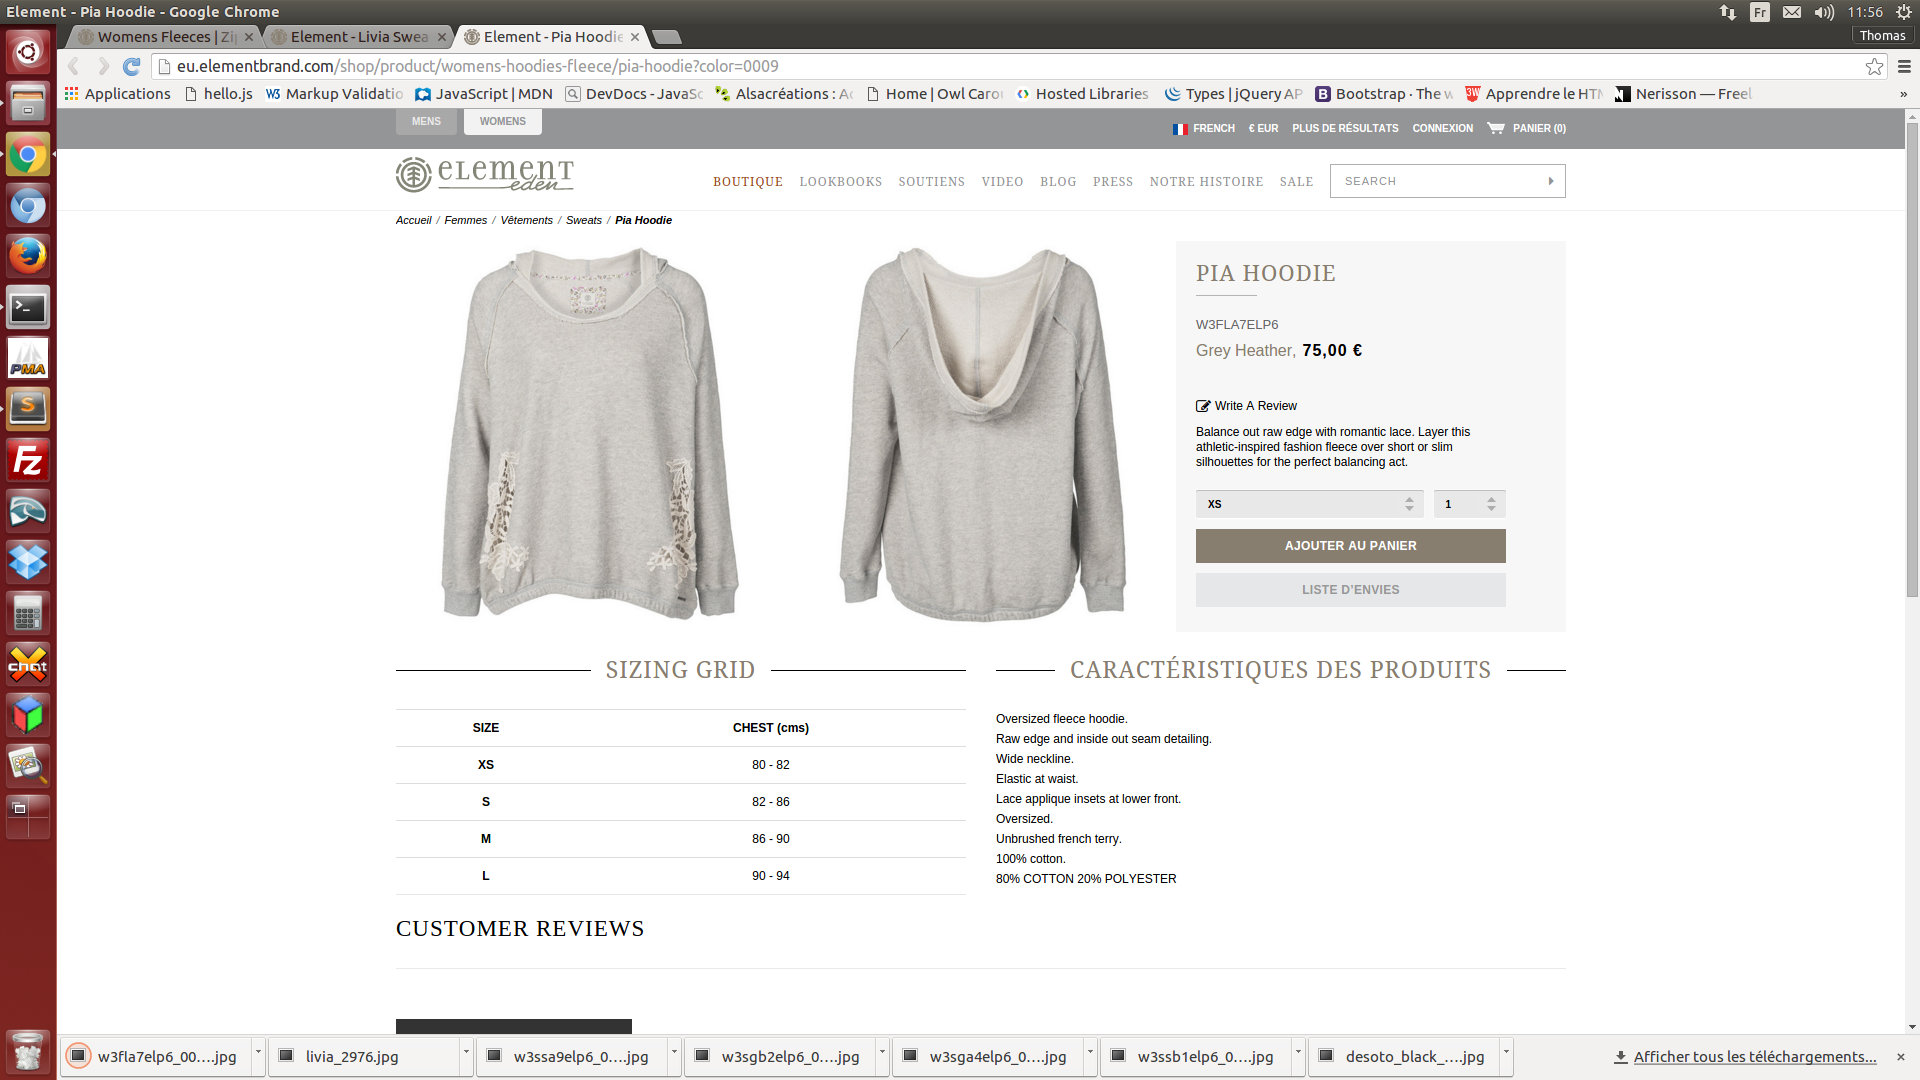 Element - Pia Hoodie - Google Chrome
Fr
11:56
Womens Fleeces | Zi
Element - Livia Swea
Element - Pia Hoodie
Thomas
eu.elementbrand.com/shop/product/womens-hoodies-fleece/pia-hoodie?color=0009
Applications
hello.js
Markup Validatio
JavaScript | MDN
DevDocs - JavaSc
Alsacréations : Ac
Home | Owl Carou
Hosted Libraries
Types | jQuery AP
Bootstrap · The w
Apprendre le HTM
Nerisson — Freel
»
MENS
WOMENS
FRENCH
€ EUR
PLUS DE RÉSULTATS
CONNEXION
PANIER (0)
ELEMENT
eden
BOUTIQUE
LOOKBOOKS
SOUTIENS
VIDEO
BLOG
PRESS
NOTRE HISTOIRE
SALE
SEARCH
Accueil / Femmes / Vêtements / Sweats / Pia Hoodie
PIA HOODIE
W3FLA7ELP6
Grey Heather, 75,00 €
Write A Review
Balance out raw edge with romantic lace. Layer this
athletic-inspired fashion fleece over short or slim
silhouettes for the perfect balancing act.
XS
1
AJOUTER AU PANIER
LISTE D'ENVIES
SIZING GRID
SIZE CHEST (cms)
XS 80 - 82
S 82 - 86
M 86 - 90
L 90 - 94
CARACTÉRISTIQUES DES PRODUITS
Oversized fleece hoodie.
Raw edge and inside out seam detailing.
Wide neckline.
Elastic at waist.
Lace applique insets at lower front.
Oversized.
Unbrushed french terry.
100% cotton.
80% COTTON 20% POLYESTER
CUSTOMER REVIEWS
PMA
S
Fz
X
chat
w3fla7elp6_00....jpg
livia_2976.jpg
w3ssa9elp6_0....jpg
w3sgb2elp6_0....jpg
w3sga4elp6_0....jpg
w3ssb1elp6_0....jpg
desoto_black_....jpg
Afficher tous les téléchargements...